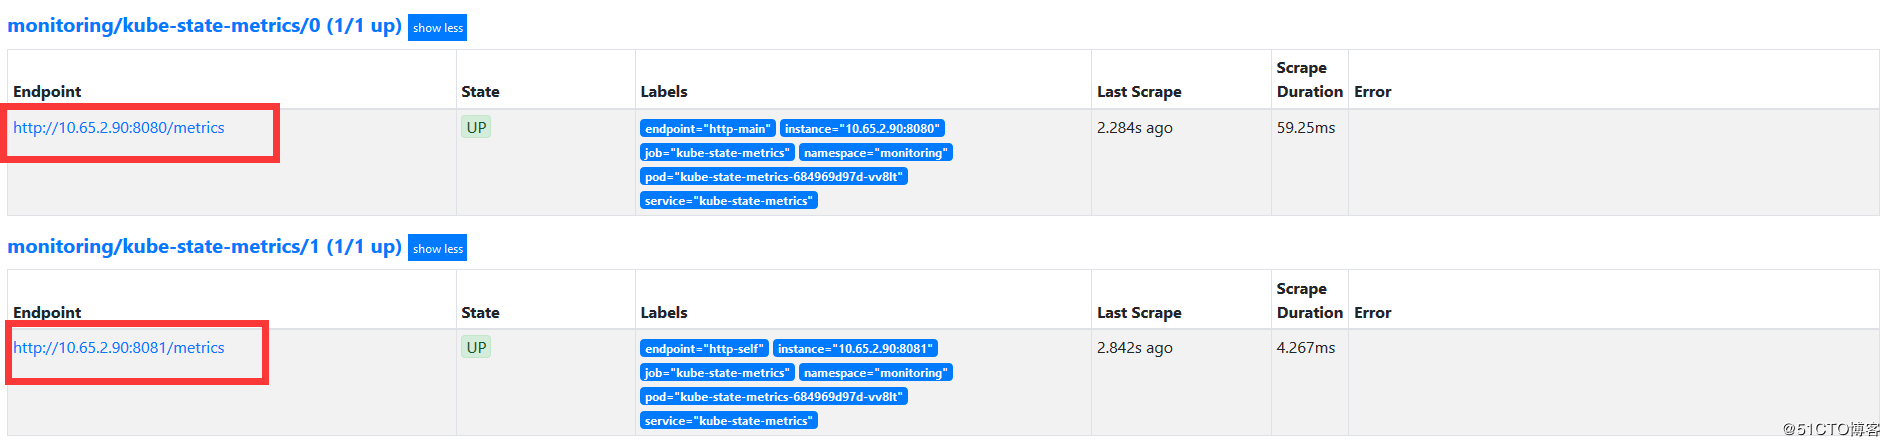 monitoring/kube-state-metrics/0 (1/1 up) show less
Endpoint State Labels Last Scrape Scrape Duration Error
http://10.65.2.90:8080/metrics UP endpoint="http-main" instance="10.65.2.90:8080" 2.284s ago 59.25ms
job="kube-state-metrics" namespace="monitoring"
pod="kube-state-metrics-684969d97d-vv8lt"
service="kube-state-metrics"
monitoring/kube-state-metrics/1 (1/1 up) show less
Endpoint State Labels Last Scrape Scrape Duration Error
http://10.65.2.90:8081/metrics UP endpoint="http-self" instance="10.65.2.90:8081" 2.842s ago 4.267ms
job="kube-state-metrics" namespace="monitoring"
pod="kube-state-metrics-684969d97d-vv8lt"
service="kube-state-metrics"
@51CTO博客